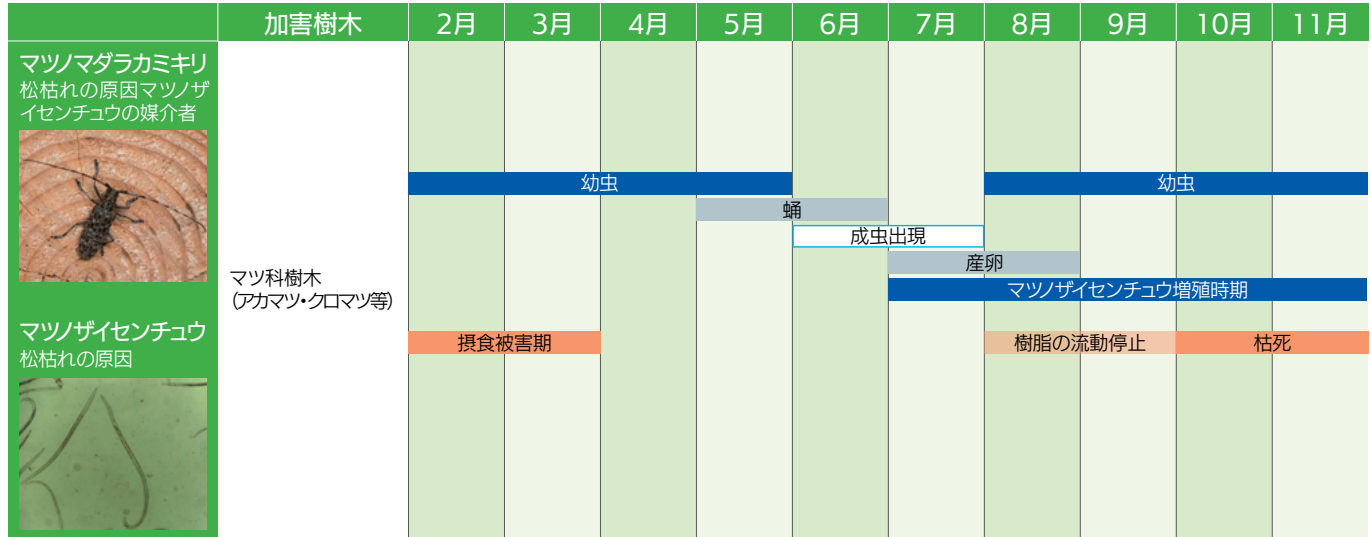 加害樹木 2月 3月 4月 5月 6月 7月 8月 9月 10月 11月
マツノマダラカミキリ
松枯れの原因マツノザ
イセンチュウの媒介者
幼虫 幼虫
蛹
成虫出現
産卵
マツ科樹木
（アカマツ・クロマツ等）
マツノザイセンチュウ増殖時期
マツノザイセンチュウ
松枯れの原因
摂食被害期 樹脂の流動停止 枯死